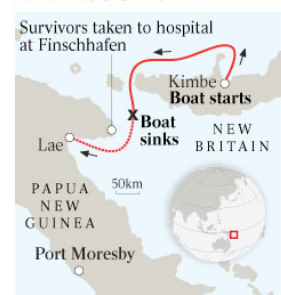 Survivors taken to hospital
at Finschhafen
Kimbe
Boat starts
Boat
sinks
NEW
BRITAIN
Lae
50km
PAPUA
NEW
GUINEA
Port Moresby